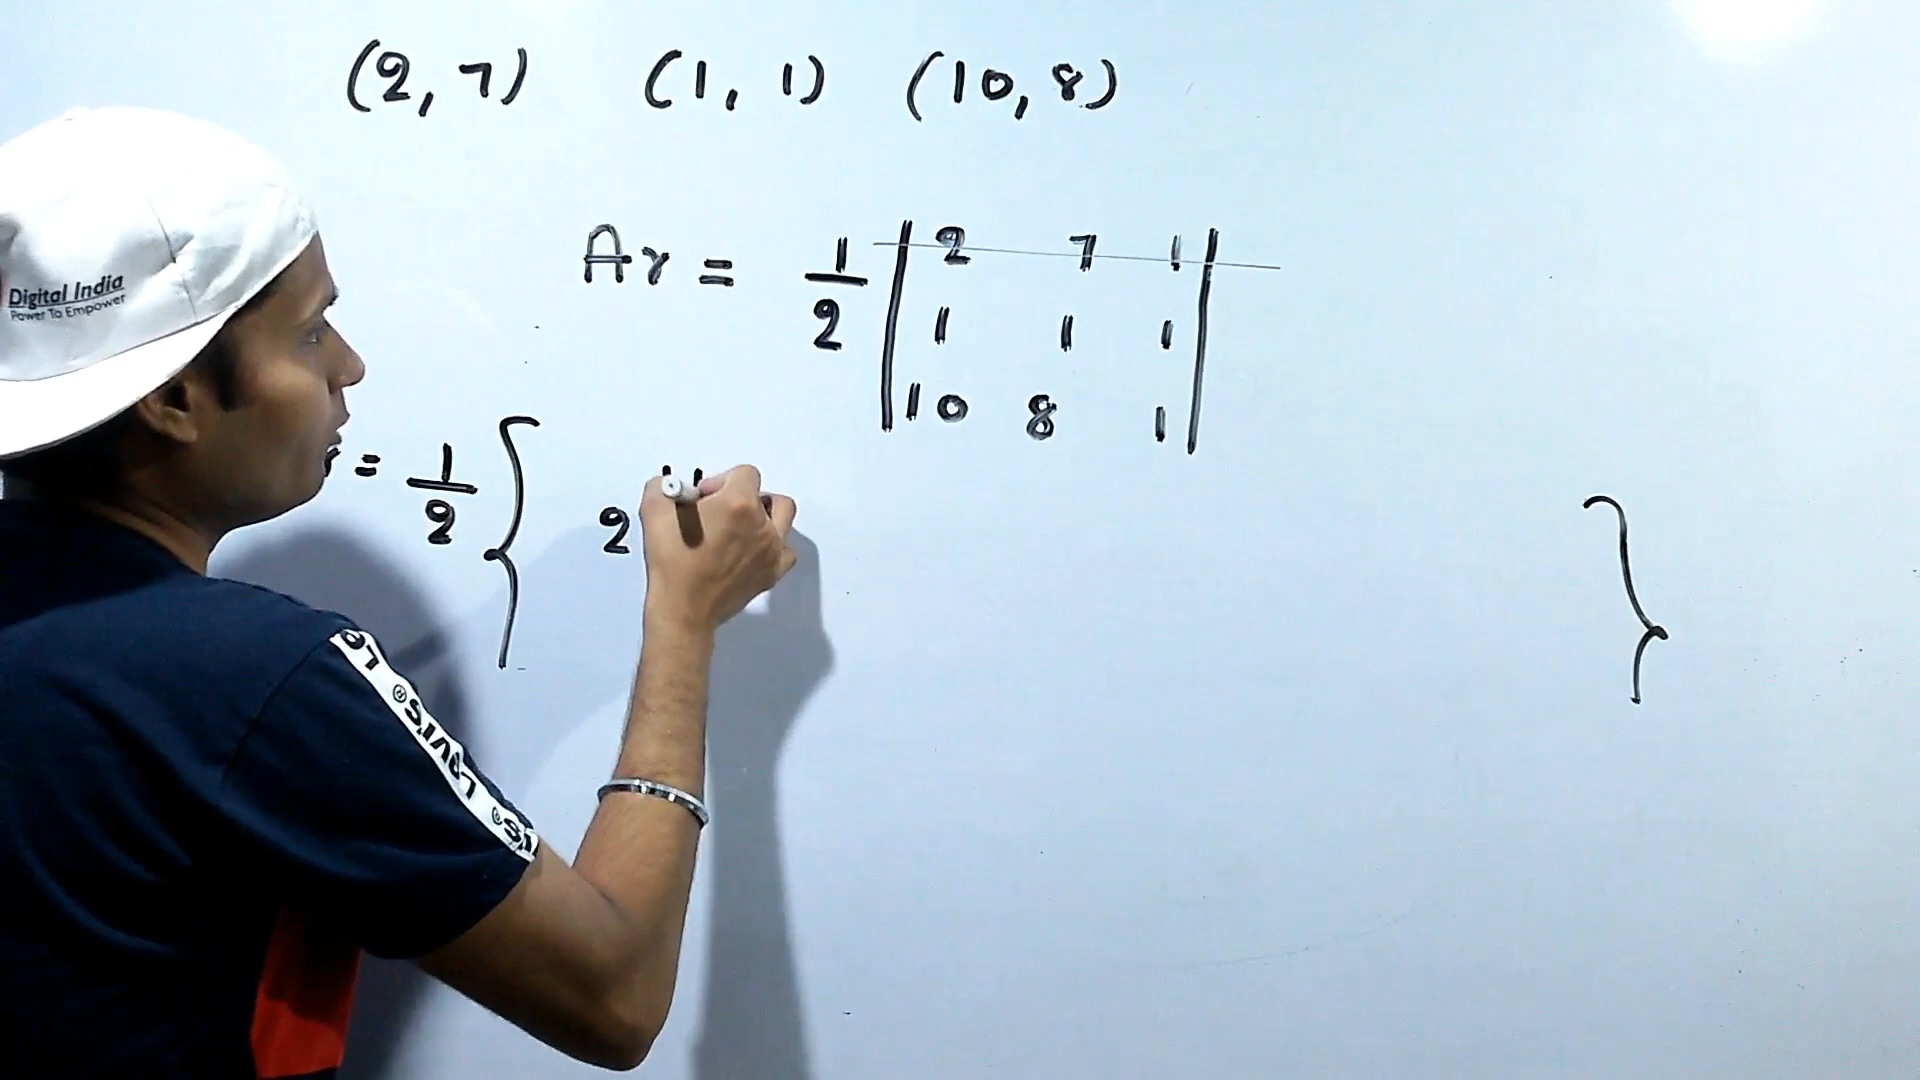 (2, 7) (1, 1) (10, 8)
Ar = 1/2 | 2 7 1 |
| 1 1 1 |
| 10 8 1 |
= 1/2 { 2 }
Digital India
Power To Empower
LEVI'S®